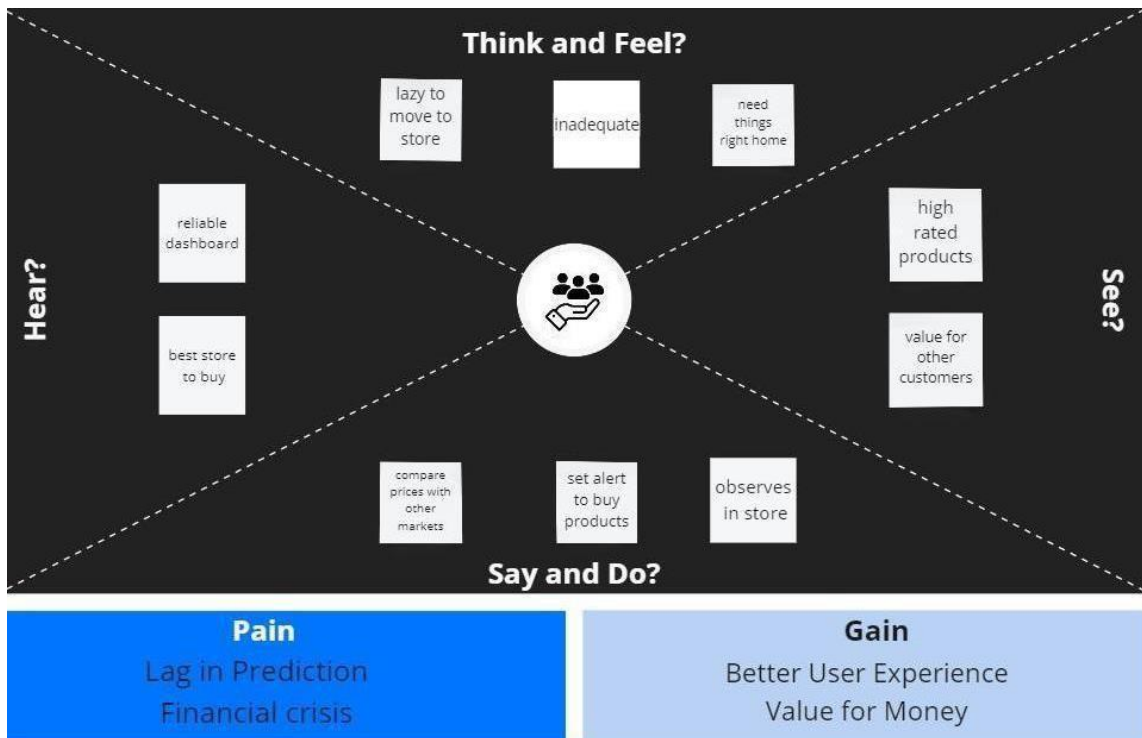 Think and Feel?
lazy to
move to
store
inadequate
need
things
right home
Hear?
reliable
dashboard
best store
to buy
See?
high
rated
products
value for
other
customers
compare
prices with
other
markets
set alert
to buy
products
observes
in store
Say and Do?
Pain
Lag in Prediction
Financial crisis
Gain
Better User Experience
Value for Money